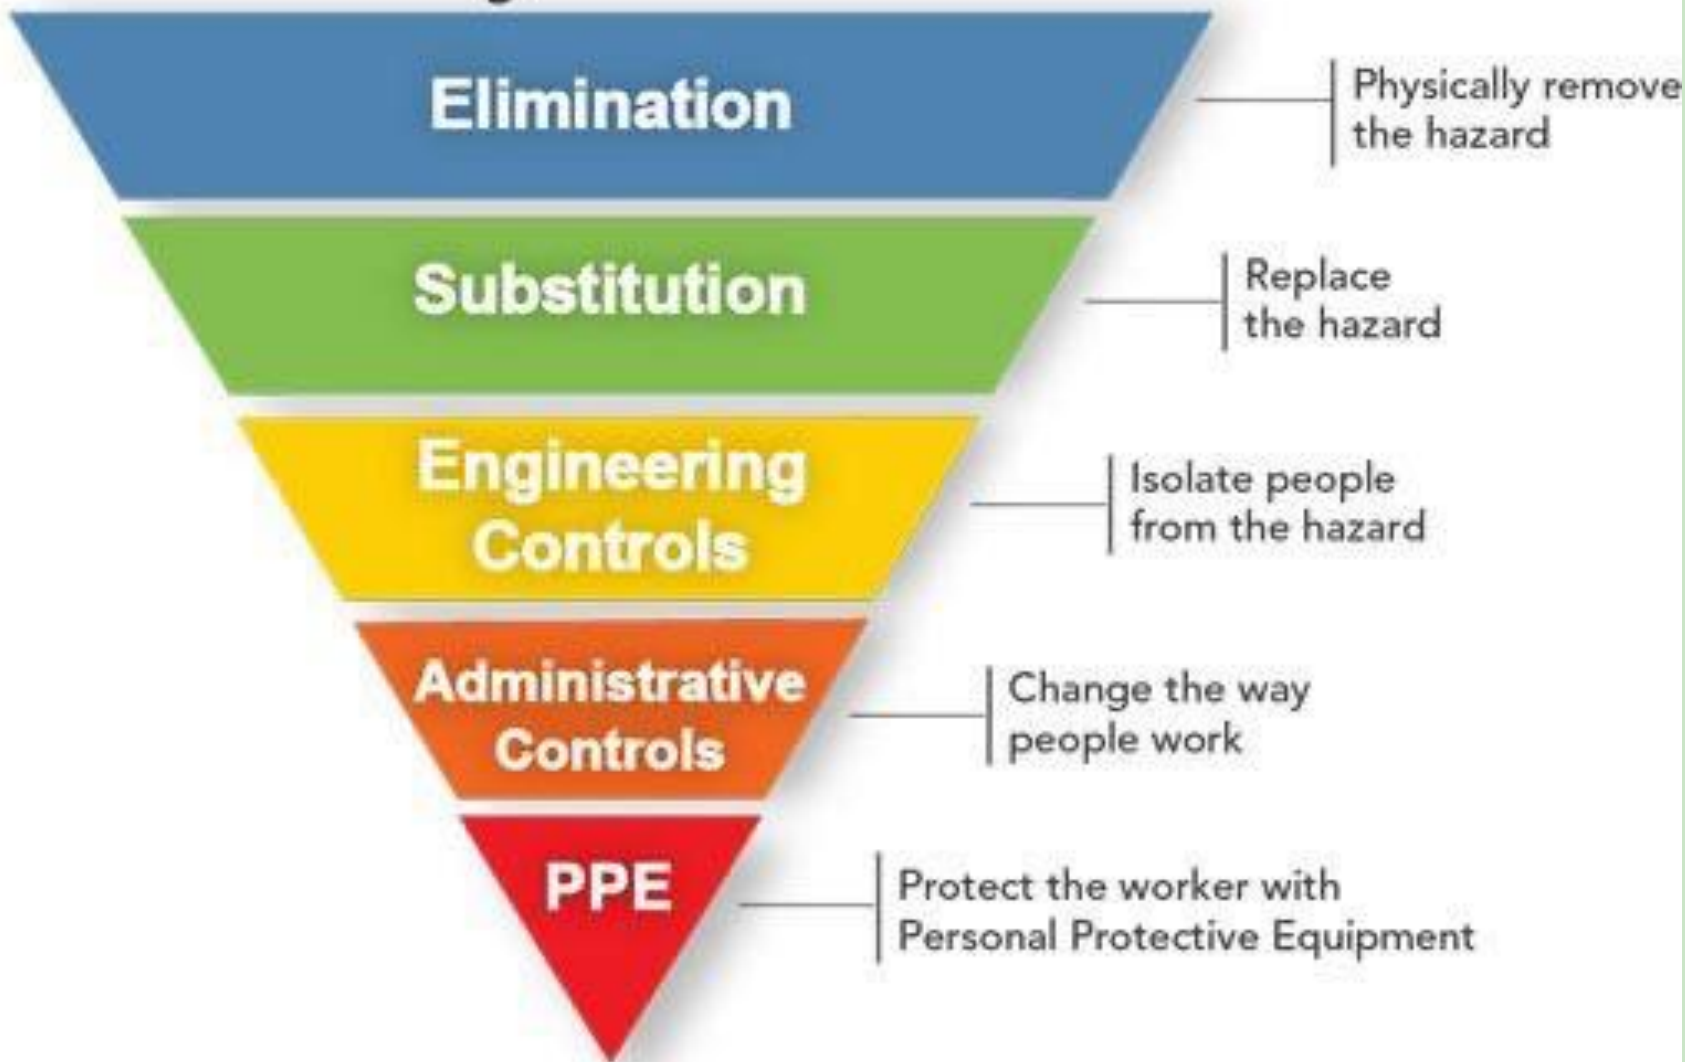 Elimination
Physically remove
the hazard
Substitution
Replace
the hazard
Engineering
Controls
Isolate people
from the hazard
Administrative
Controls
Change the way
people work
PPE
Protect the worker with
Personal Protective Equipment